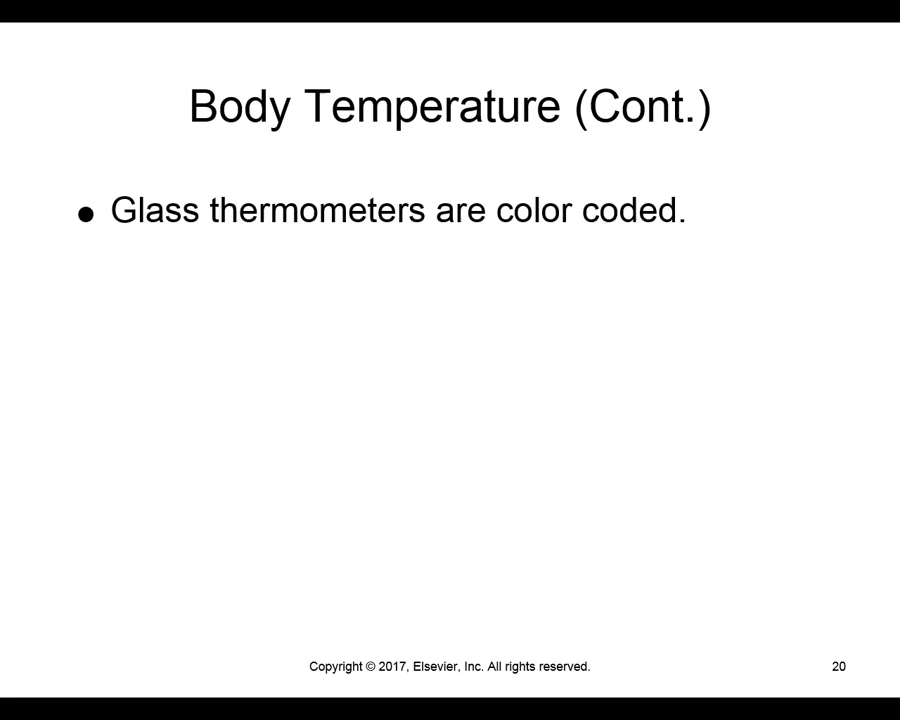 Body Temperature (Cont.)
● Glass thermometers are color coded.
Copyright © 2017, Elsevier, Inc. All rights reserved.
20